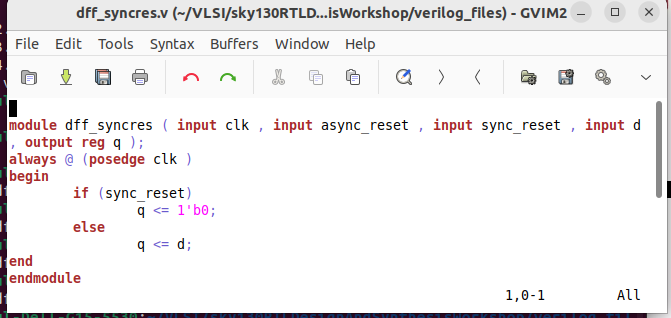 dff_syncres.v (~/VLSI/sky130RTLD...isWorkshop/verilog_files) - GVIM2
File Edit Tools Syntax Buffers Window Help
module dff_syncres ( input clk , input async_reset , input sync_reset , input d
, output reg q );
always @ (posedge clk )
begin
if (sync_reset)
q <= 1'b0;
else
q <= d;
end
endmodule
1,0-1 All